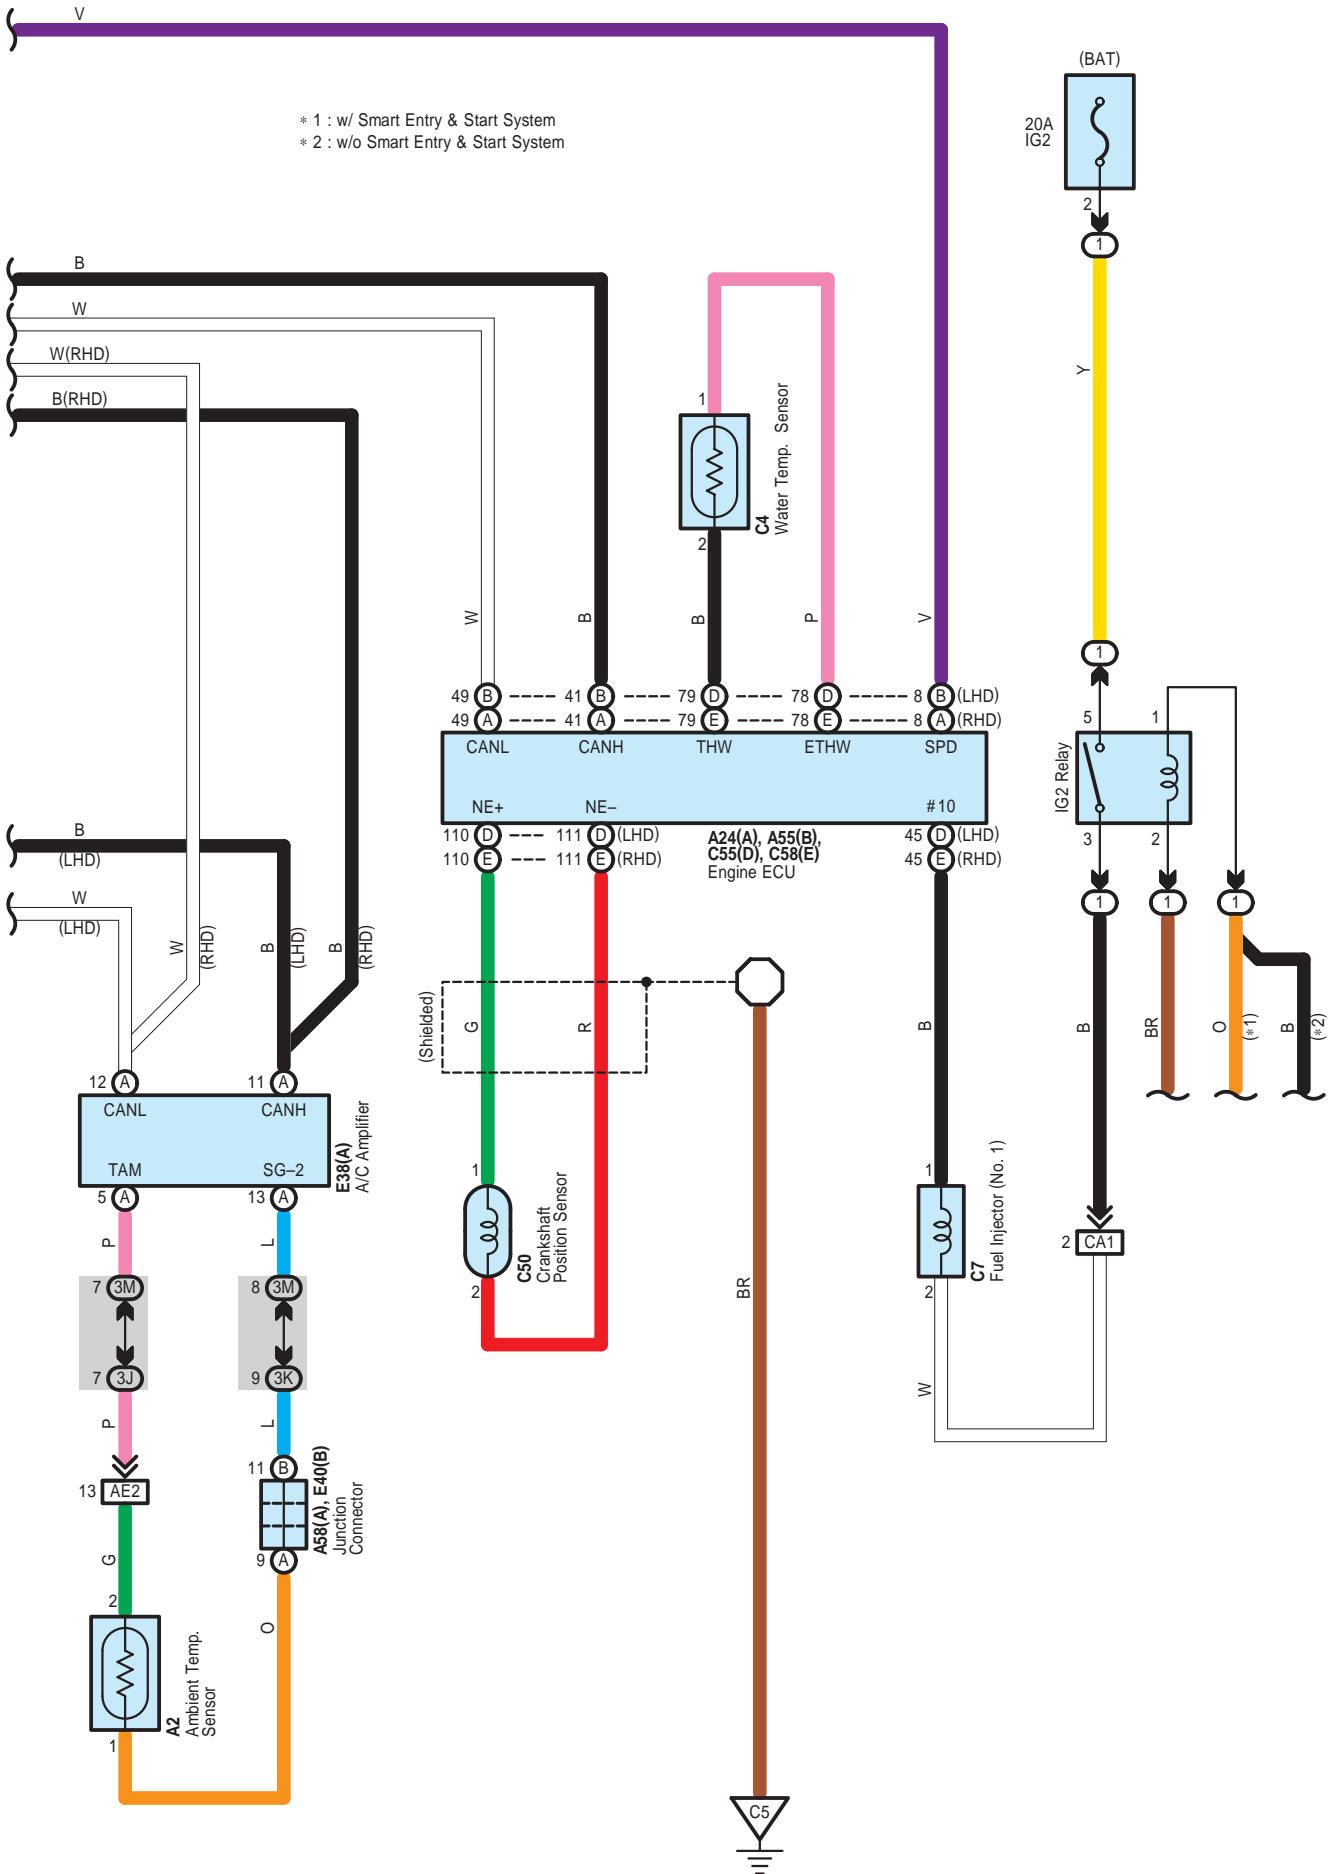 V
(BAT)
* 1 : w/ Smart Entry & Start System
* 2 : w/o Smart Entry & Start System
20A
IG2
2
1
B
W
W(RHD)
B(RHD)
Y
1
C4
Water Temp. Sensor
2
W
B
B
P
V
1
49 B 41 B 79 D 78 D 8 B (LHD)
49 A 41 A 79 E 78 E 8 A (RHD)
CANL CANH THW ETHW SPD
NE+ NE– #10
110 D 111 D (LHD) 45 D (LHD)
110 E 111 E (RHD) 45 E (RHD)
A24(A), A55(B),
C55(D), C58(E)
Engine ECU
5 1
IG2 Relay
3 2
1 1 1
B
(LHD)
W
(LHD)
W
(RHD)
B
(LHD)
B
(RHD)
(Shielded)
G
R
B
B
BR
O
(*1)
B
(*2)
12 A 11 A
CANL CANH
TAM SG–2
E38(A)
A/C Amplifier
5 A 13 A
P
L
7 3M 8 3M
7 3J 9 3K
P
L
1
C50
Crankshaft
Position Sensor
2
BR
1
C7
Fuel Injector (No. 1)
2
2 CA1
W
11 B
13 AE2
A58(A), E40(B)
Junction
Connector
9 A
G
O
2
A2
Ambient Temp.
Sensor
1
C5